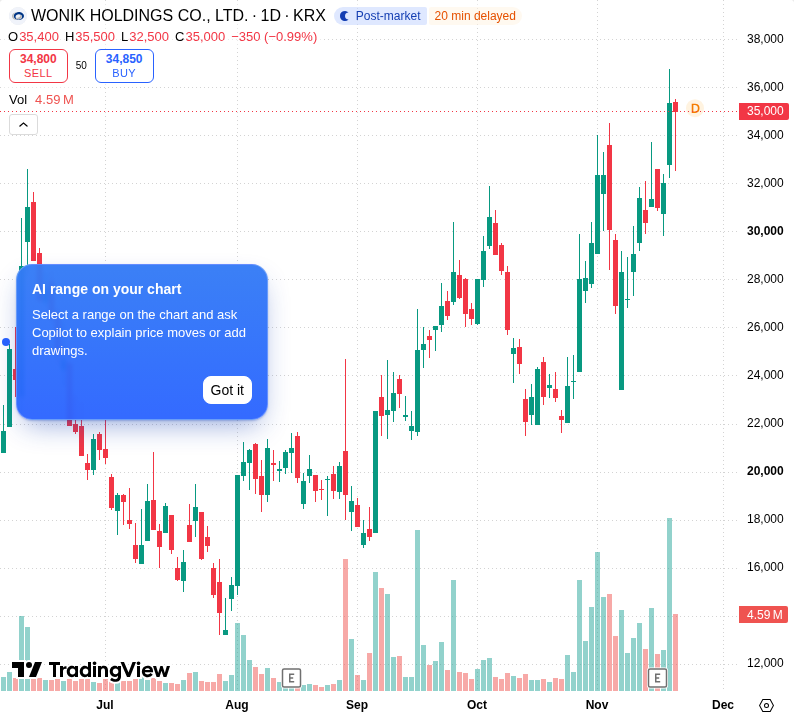 WONIK HOLDINGS CO., LTD. · 1D · KRX Post-market 20 min delayed
O35,400 H35,500 L32,500 C35,000 −350 (−0.99%)
34,800
SELL
50
34,850
BUY
Vol 4.59 M
38,000
36,000
35,000
34,000
32,000
30,000
28,000
26,000
24,000
22,000
20,000
18,000
16,000
4.59 M
12,000
D
AI range on your chart
Select a range on the chart and ask
Copilot to explain price moves or add
drawings.
Got it
TradingView
E
E
Jul Aug Sep Oct Nov Dec